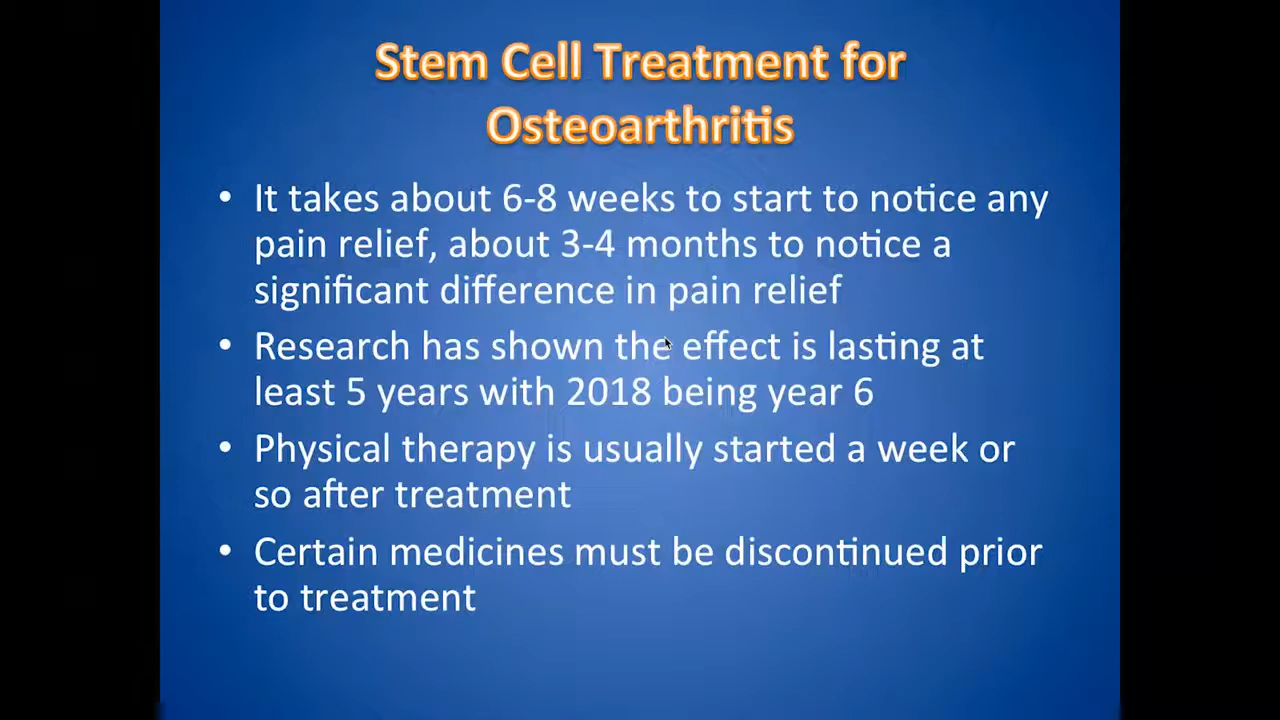 Stem Cell Treatment for
Osteoarthritis
• It takes about 6-8 weeks to start to notice any
pain relief, about 3-4 months to notice a
significant difference in pain relief
• Research has shown the effect is lasting at
least 5 years with 2018 being year 6
• Physical therapy is usually started a week or
so after treatment
• Certain medicines must be discontinued prior
to treatment